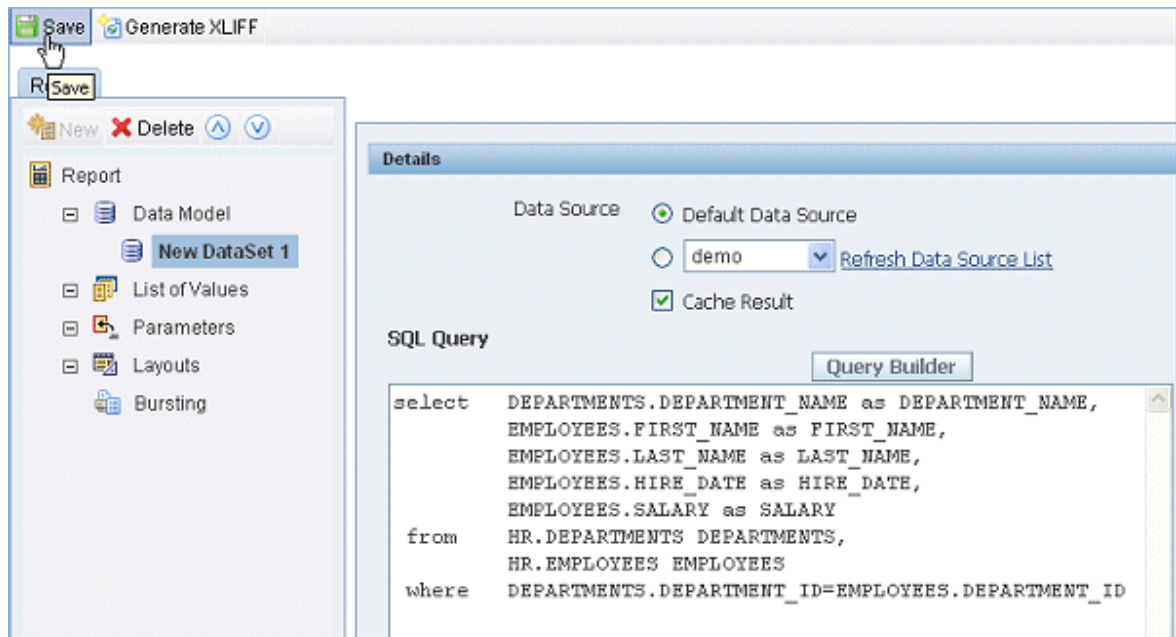 Save Generate XLIFF
Save
New Delete
Report
Data Model
New DataSet 1
List of Values
Parameters
Layouts
Bursting
Details
Data Source Default Data Source
demo Refresh Data Source List
Cache Result
SQL Query
Query Builder
select DEPARTMENTS.DEPARTMENT_NAME as DEPARTMENT_NAME,
EMPLOYEES.FIRST_NAME as FIRST_NAME,
EMPLOYEES.LAST_NAME as LAST_NAME,
EMPLOYEES.HIRE_DATE as HIRE_DATE,
EMPLOYEES.SALARY as SALARY
from HR.DEPARTMENTS DEPARTMENTS,
HR.EMPLOYEES EMPLOYEES
where DEPARTMENTS.DEPARTMENT_ID=EMPLOYEES.DEPARTMENT_ID